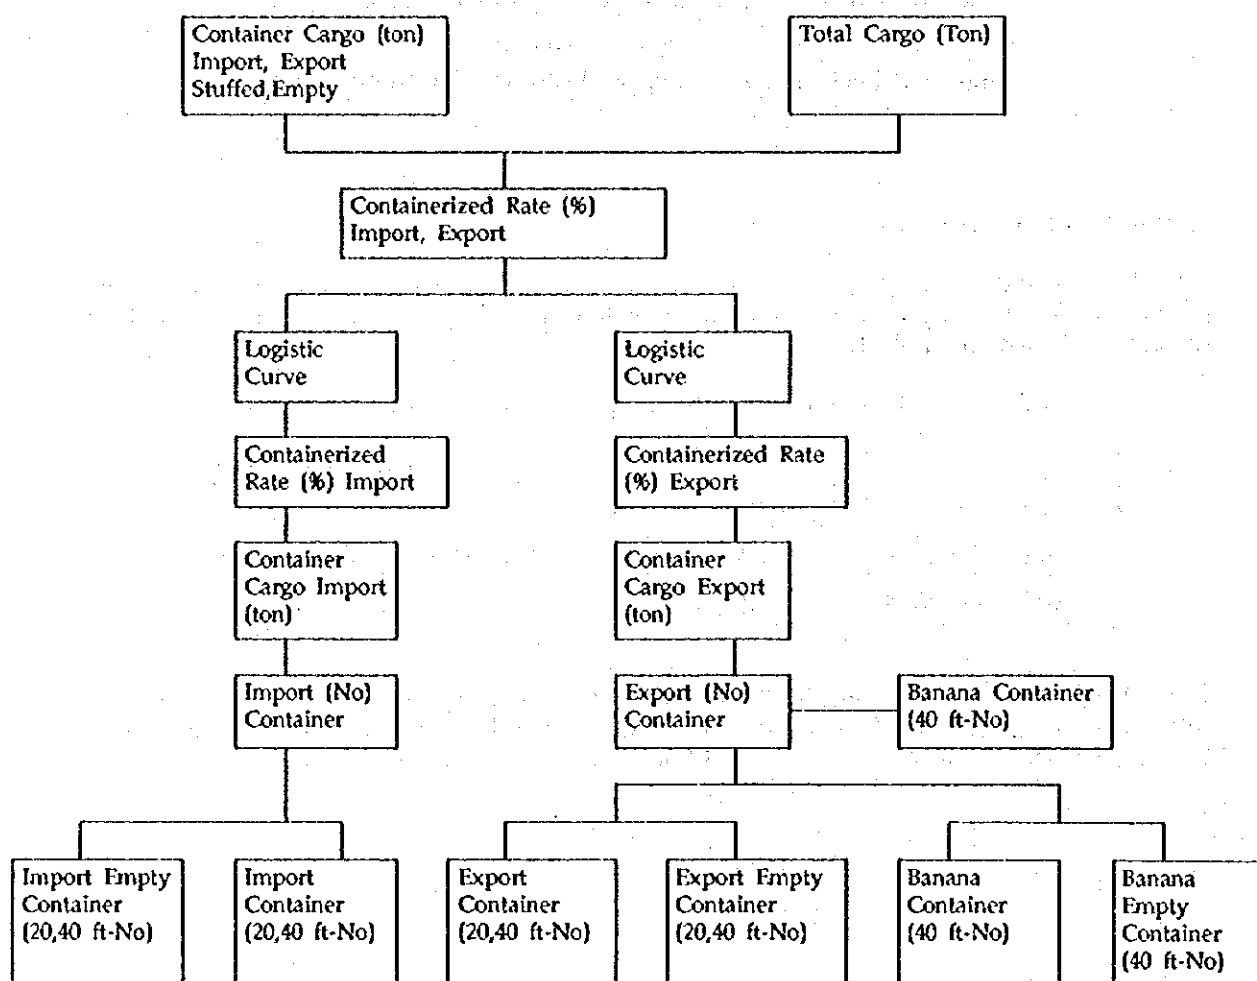 Container Cargo (ton)
Import, Export
Stuffed,Empty
Total Cargo (Ton)
Containerized Rate (%)
Import, Export
Logistic
Curve
Logistic
Curve
Containerized
Rate (%) Import
Containerized Rate
(%) Export
Container
Cargo Import
(ton)
Container
Cargo Export
(ton)
Import (No)
Container
Export (No)
Container
Banana Container
(40 ft-No)
Import Empty
Container
(20,40 ft-No)
Import
Container
(20,40 ft-No)
Export
Container
(20,40 ft-No)
Export Empty
Container
(20,40 ft-No)
Banana
Container
(40 ft-No)
Banana
Empty
Container
(40 ft-No)